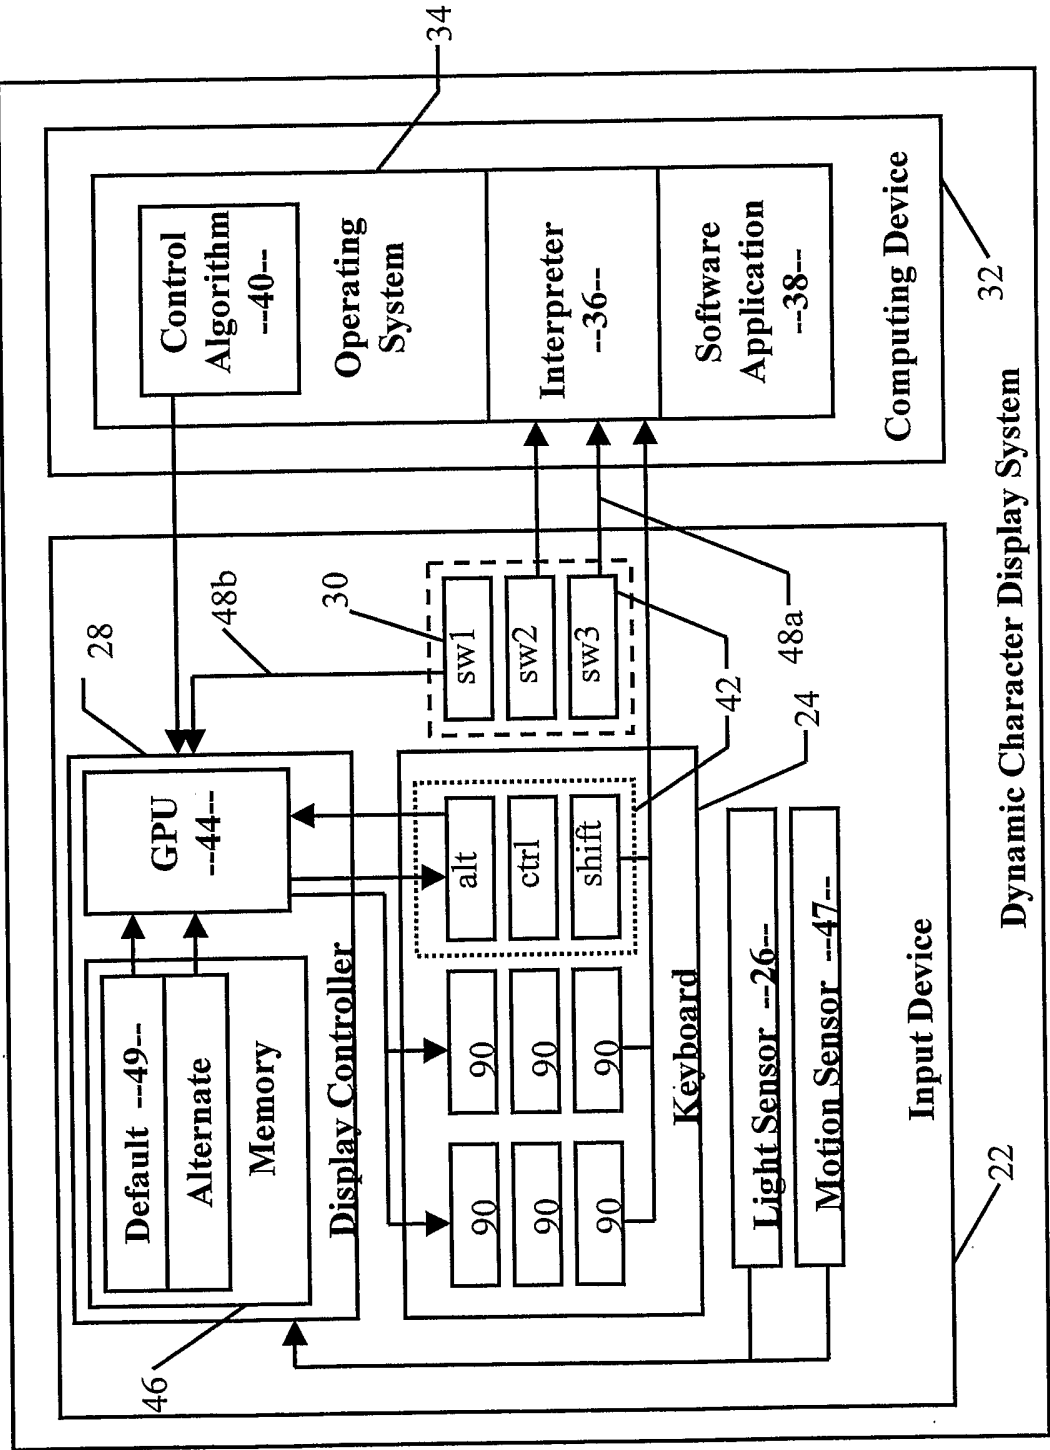 46
Default --49--
Alternate
Memory
Display Controller
GPU
--44--
28
48b
30
sw1
sw2
sw3
48a
42
24
alt
ctrl
shift
90
90
90
90
90
90
Keyboard
Light Sensor --26--
Motion Sensor --47--
Input Device
22
Control
Algorithm
--40--
Operating
System
34
Interpreter
--36--
Software
Application
--38--
Computing Device
32
Dynamic Character Display System